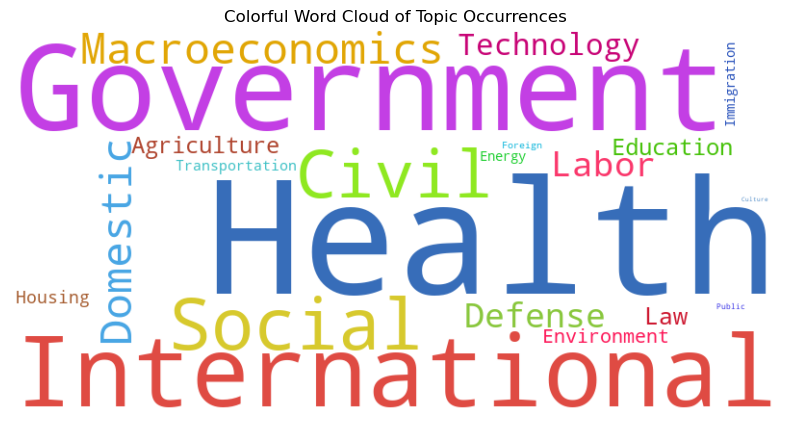 Colorful Word Cloud of Topic Occurrences
Macroeconomics
Technology
Government
Immigration
Agriculture
Foreign
Education
Transportation
Civil
Energy
Labor
Domestic
Health
Culture
Housing
Social
Defense
Law
Public
Environment
International